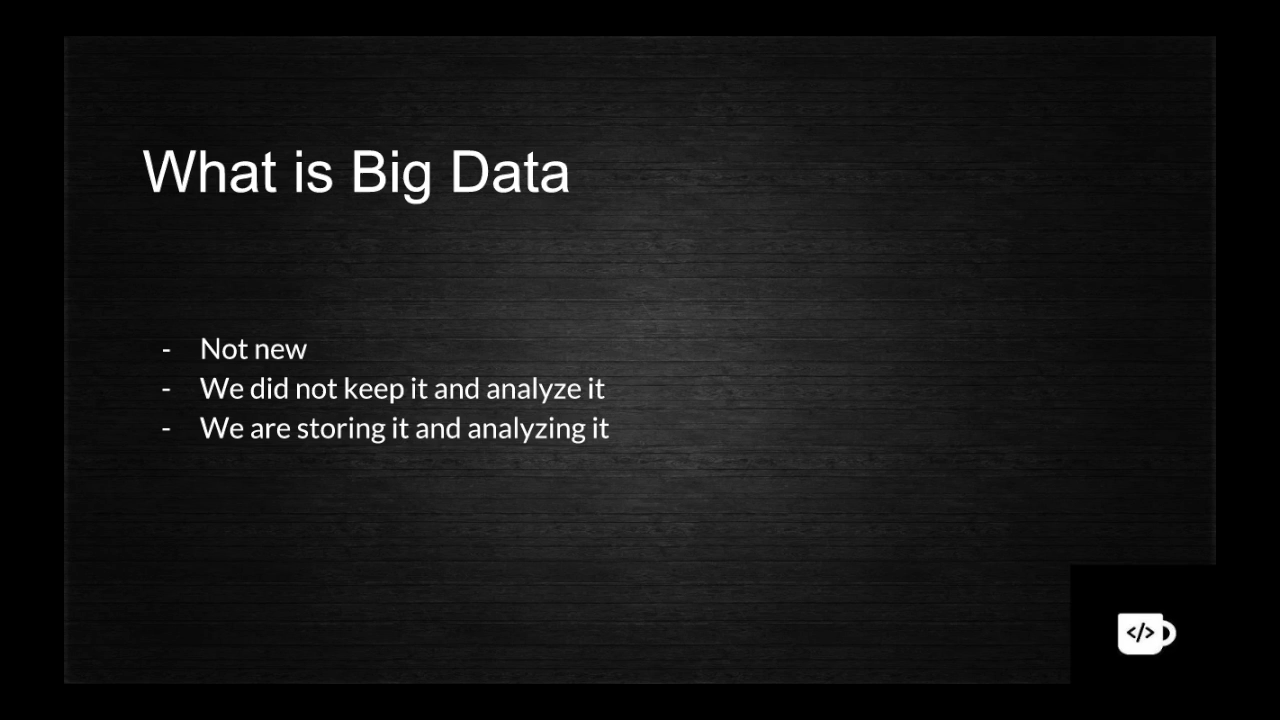 What is Big Data
- Not new
- We did not keep it and analyze it
- We are storing it and analyzing it
</>